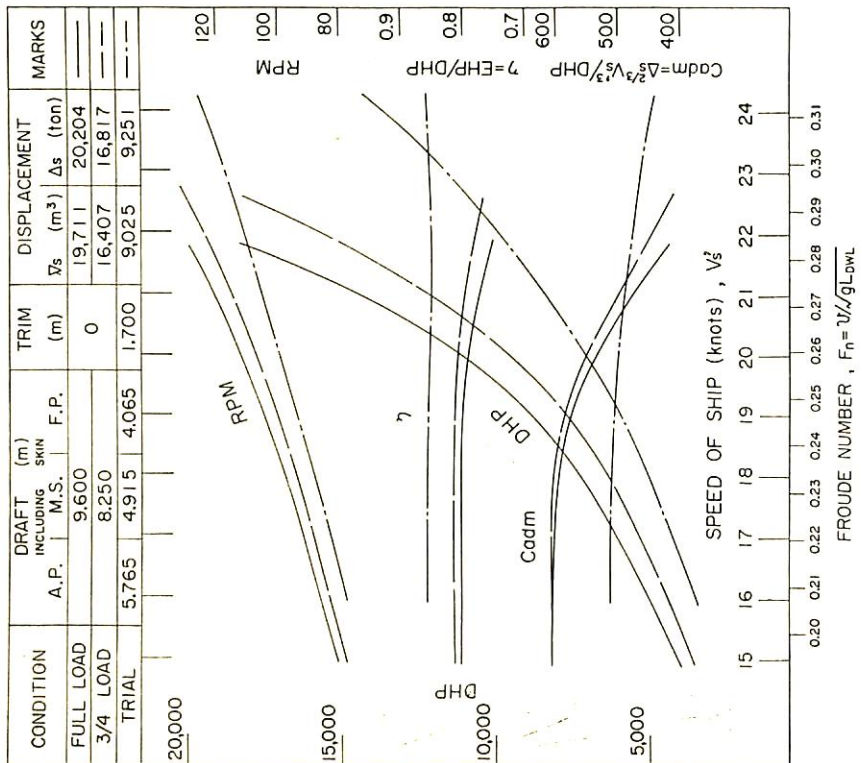 CONDITION | DRAFT (m) INCLUDING SKIN | TRIM (m) | DISPLACEMENT | MARKS
A.P. | M.S. | F.P. | ∇s (m³) | Δs (ton)
FULL LOAD | 9.600 | 0 | 19,711 | 20,204
3/4 LOAD | 8.250 | 16,407 | 16,817
TRIAL | 5.765 | 4.915 | 4.065 | 1.700 | 9,025 | 9,251
20,000
15,000
10,000
5,000
DHP
RPM
η
DHP
Cadm
120
100
80
RPM
0.9
0.8
0.7
η=EHP/DHP
600
500
400
Cadm=Δs^2/3 Vs'^3/DHP
15 16 17 18 19 20 21 22 23 24
SPEED OF SHIP (knots) , Vs'
0.20 0.21 0.22 0.23 0.24 0.25 0.26 0.27 0.28 0.29 0.30 0.31
FROUDE NUMBER , Fn=v/√gLDWL